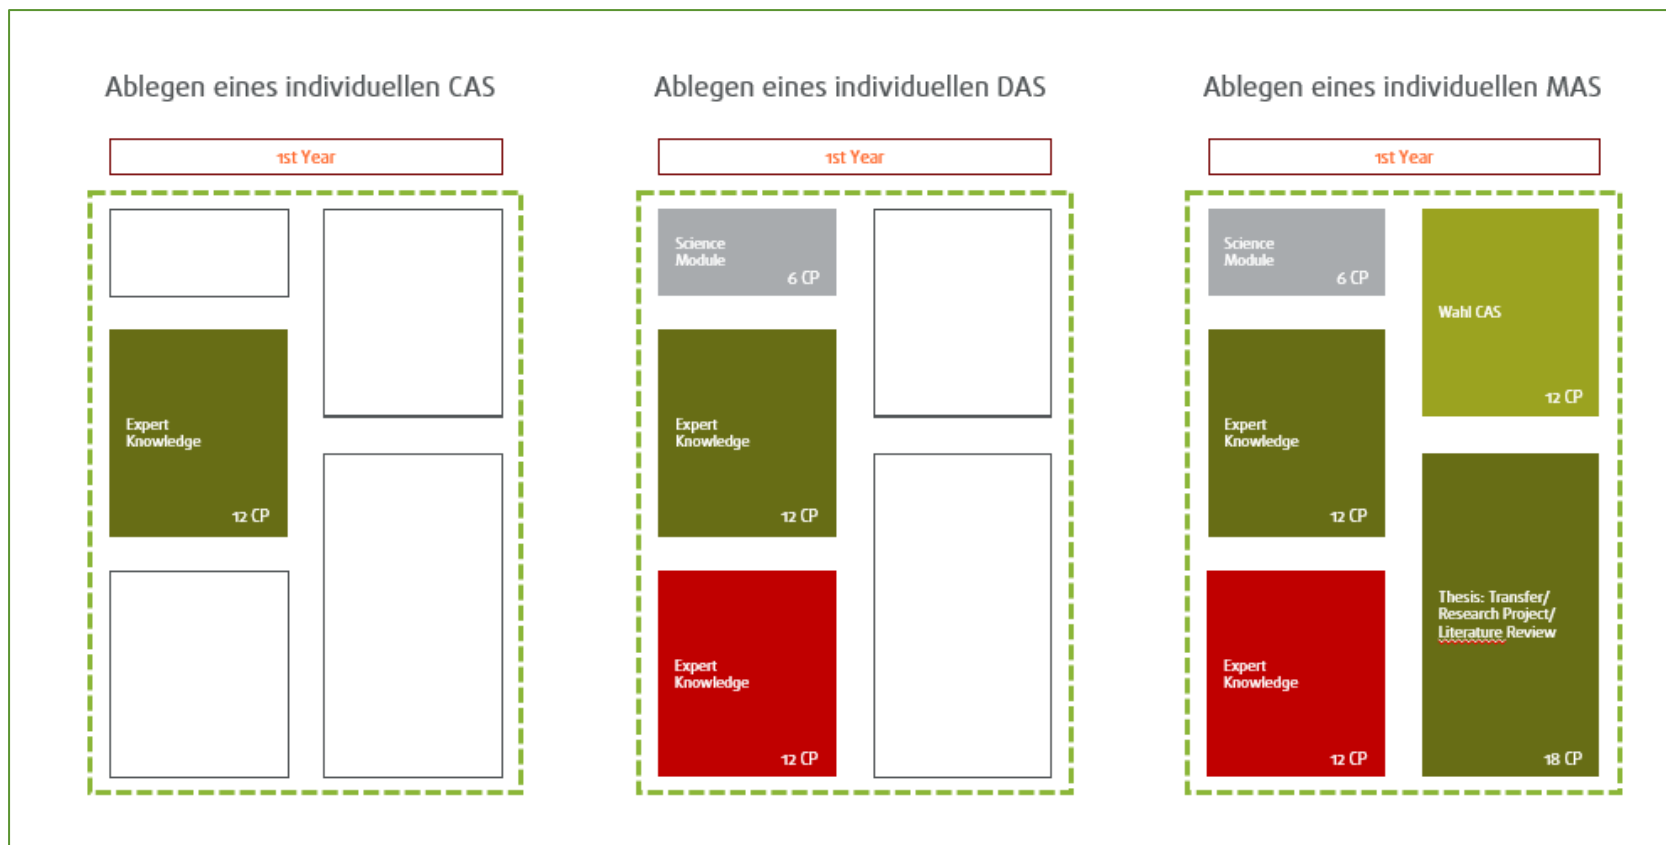 Ablegen eines individuellen CAS
1st Year
Expert
Knowledge
12 CP
Ablegen eines individuellen DAS
1st Year
Science
Module
6 CP
Expert
Knowledge
12 CP
Expert
Knowledge
12 CP
Ablegen eines individuellen MAS
1st Year
Science
Module
6 CP
Expert
Knowledge
12 CP
Expert
Knowledge
12 CP
Wahl CAS
12 CP
Thesis: Transfer/
Research Project/
Literature Review
18 CP